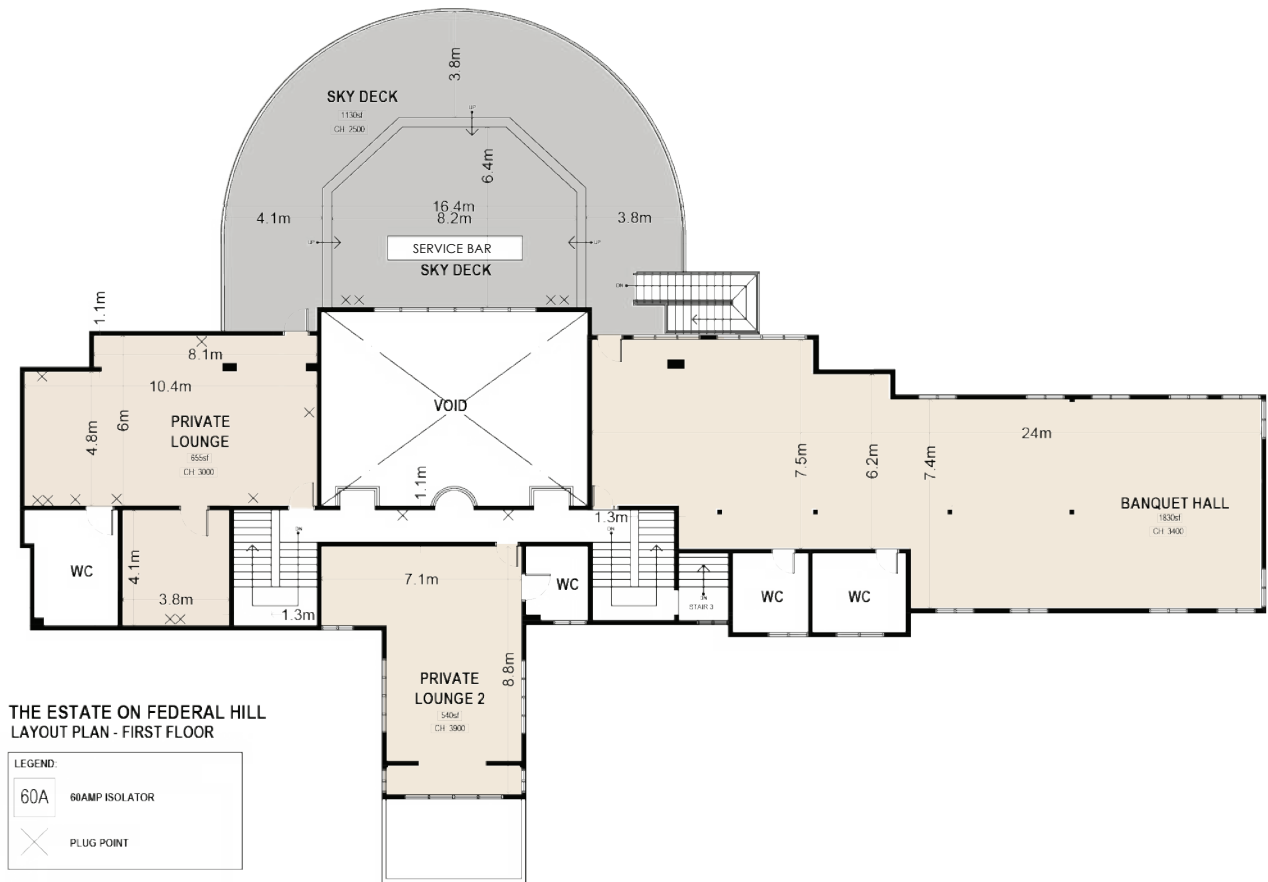 3.8m
SKY DECK
1130sf
CH 2500
UP
6.4m
16.4m
8.2m
4.1m
3.8m
UP
UP
SERVICE BAR
SKY DECK
DN
1.1m
8.1m
10.4m
4.8m
6m
PRIVATE
LOUNGE
655sf
CH 3000
VOID
1.1m
24m
7.5m
6.2m
7.4m
BANQUET HALL
1830sf
CH 3400
1.3m
DN
DN
WC
4.1m
3.8m
1.3m
7.1m
WC
STAIR 3
WC
WC
8.8m
PRIVATE
LOUNGE 2
540sf
CH 3900
THE ESTATE ON FEDERAL HILL
LAYOUT PLAN - FIRST FLOOR
LEGEND:
60A
60AMP ISOLATOR
PLUG POINT